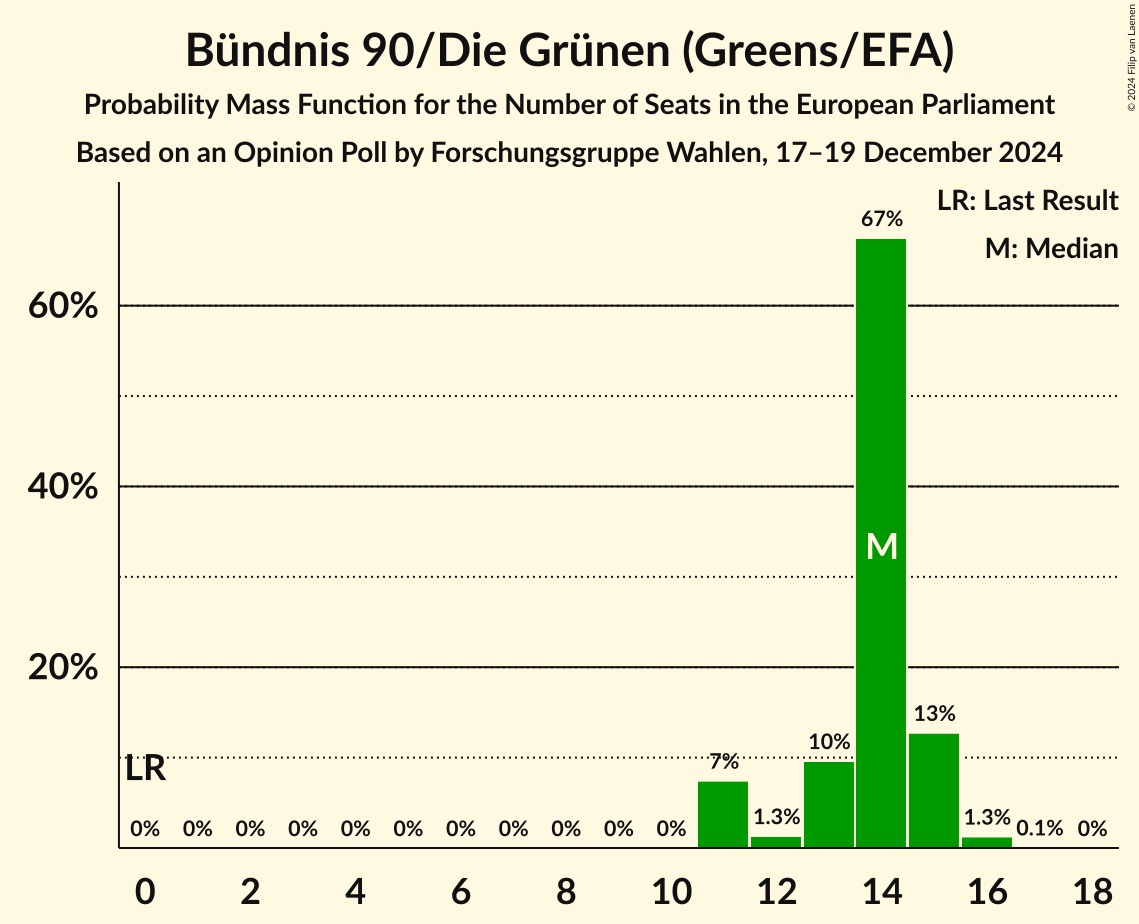 Bündnis 90/Die Grünen (Greens/EFA)
Probability Mass Function for the Number of Seats in the European Parliament
Based on an Opinion Poll by Forschungsgruppe Wahlen, 17–19 December 2024
© 2024 Filip van Laenen
LR: Last Result
M: Median
67%
60%
40%
M
20%
13%
10%
7%
LR
1.3%
1.3%
0% 0% 0% 0% 0% 0% 0% 0% 0% 0% 0% 0.1% 0%
0 2 4 6 8 10 12 14 16 18